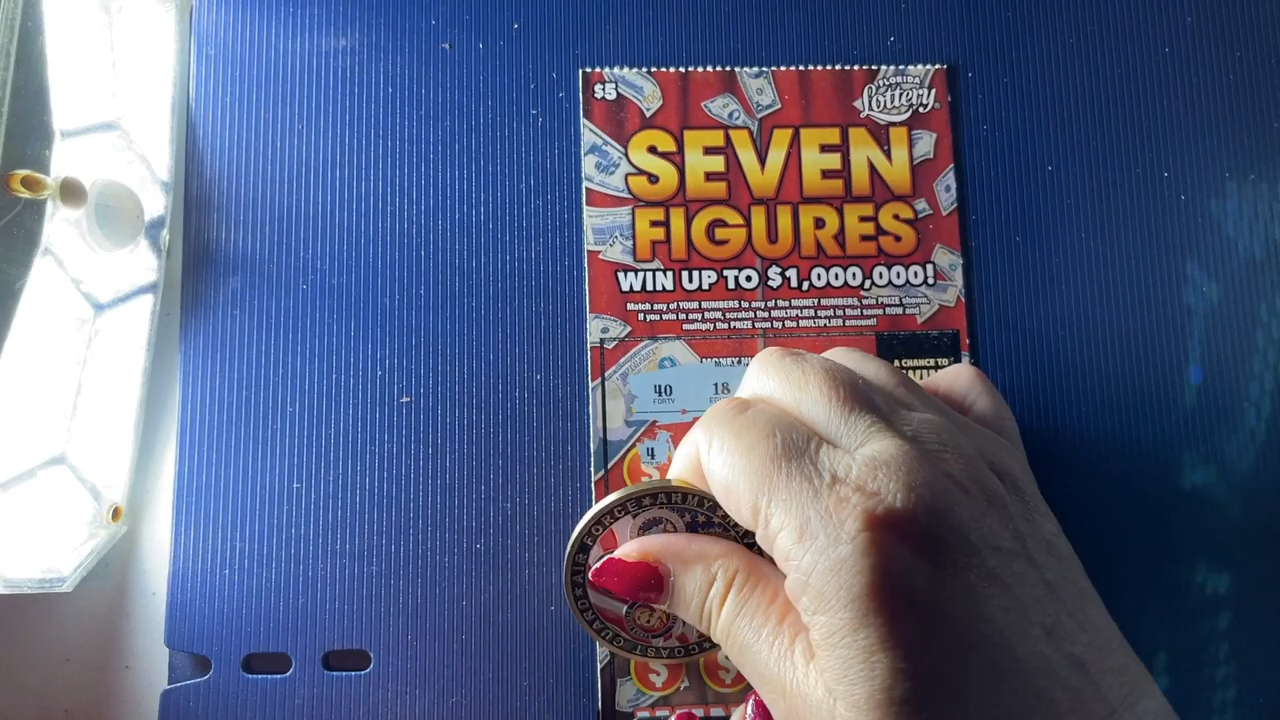 $5
FLORIDA
Lottery
SEVEN
FIGURES
WIN UP TO $1,000,000!
Match any of YOUR NUMBERS to any of the MONEY NUMBERS, win PRIZE shown.
If you win in any ROW, scratch the MULTIPLIER spot in that same ROW and
multiply the PRIZE won by the MULTIPLIER amount!
A CHANCE TO
WIN
MONEY
40 18
FORTY
4
COAST GUARD★AIR FORCE★ARMY★